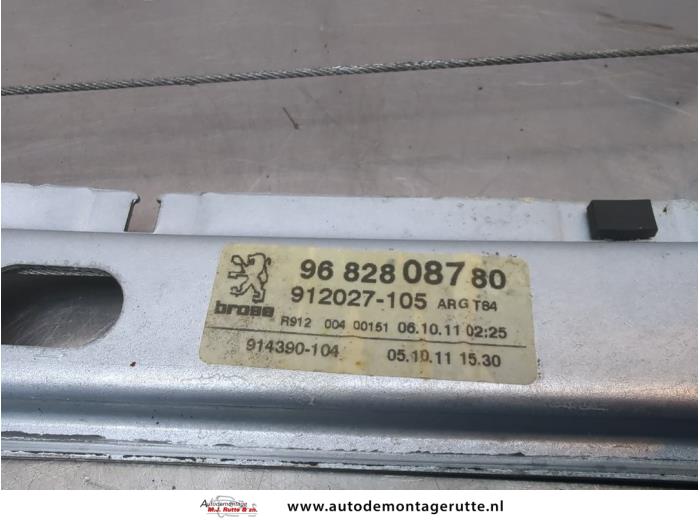 96 828 087 80
912027-105 ARG T84
brose
R912 004 00151 06.10.11 02:25
914390-104 05.10.11 15.30
Autodemontage
M.J. Rutte & zn.
www.autodemontagerutte.nl